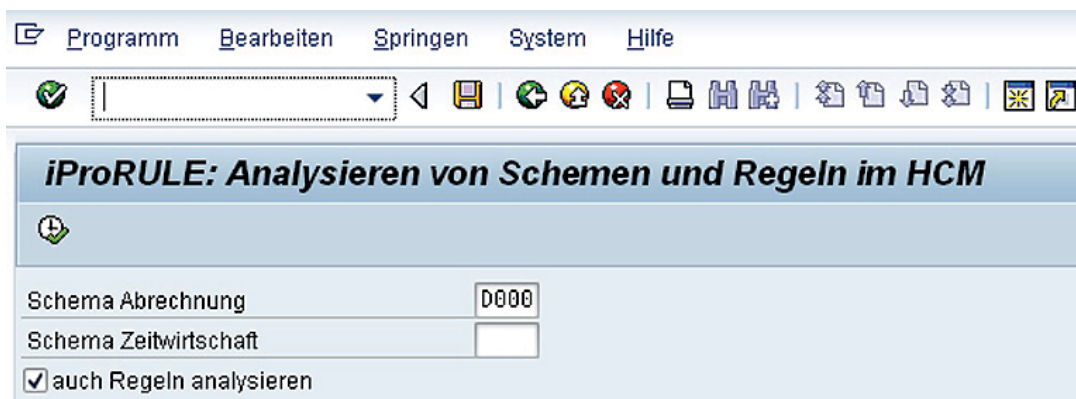 Programm Bearbeiten Springen System Hilfe
iProRULE: Analysieren von Schemen und Regeln im HCM
Schema Abrechnung D000
Schema Zeitwirtschaft
auch Regeln analysieren